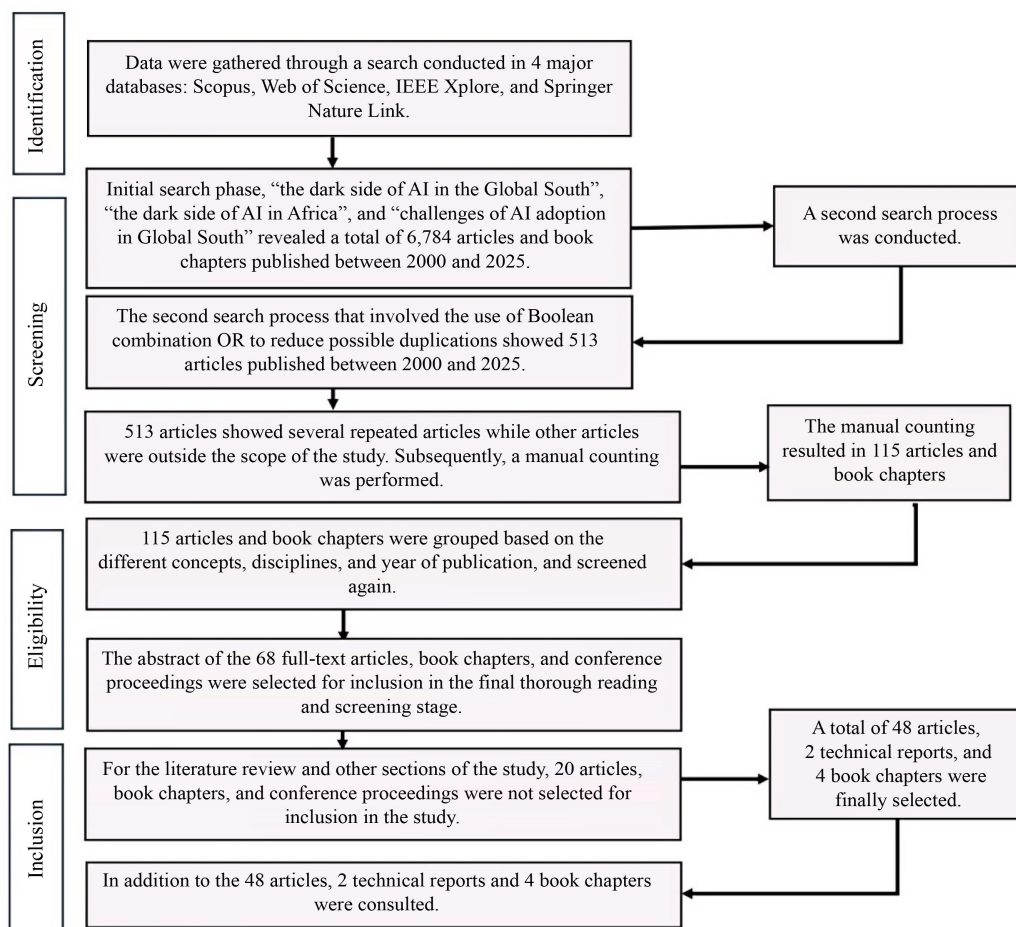 Identification
Data were gathered through a search conducted in 4 major
databases: Scopus, Web of Science, IEEE Xplore, and Springer
Nature Link.
Screening
Initial search phase, “the dark side of AI in the Global South”,
“the dark side of AI in Africa”, and “challenges of AI adoption
in Global South” revealed a total of 6,784 articles and book
chapters published between 2000 and 2025.
A second search process
was conducted.
The second search process that involved the use of Boolean
combination OR to reduce possible duplications showed 513
articles published between 2000 and 2025.
513 articles showed several repeated articles while other articles
were outside the scope of the study. Subsequently, a manual counting
was performed.
The manual counting
resulted in 115 articles and
book chapters
Eligibility
115 articles and book chapters were grouped based on the
different concepts, disciplines, and year of publication, and screened
again.
The abstract of the 68 full-text articles, book chapters, and conference
proceedings were selected for inclusion in the final thorough reading
and screening stage.
Inclusion
For the literature review and other sections of the study, 20 articles,
book chapters, and conference proceedings were not selected for
inclusion in the study.
A total of 48 articles,
2 technical reports, and
4 book chapters were
finally selected.
In addition to the 48 articles, 2 technical reports and 4 book chapters
were consulted.